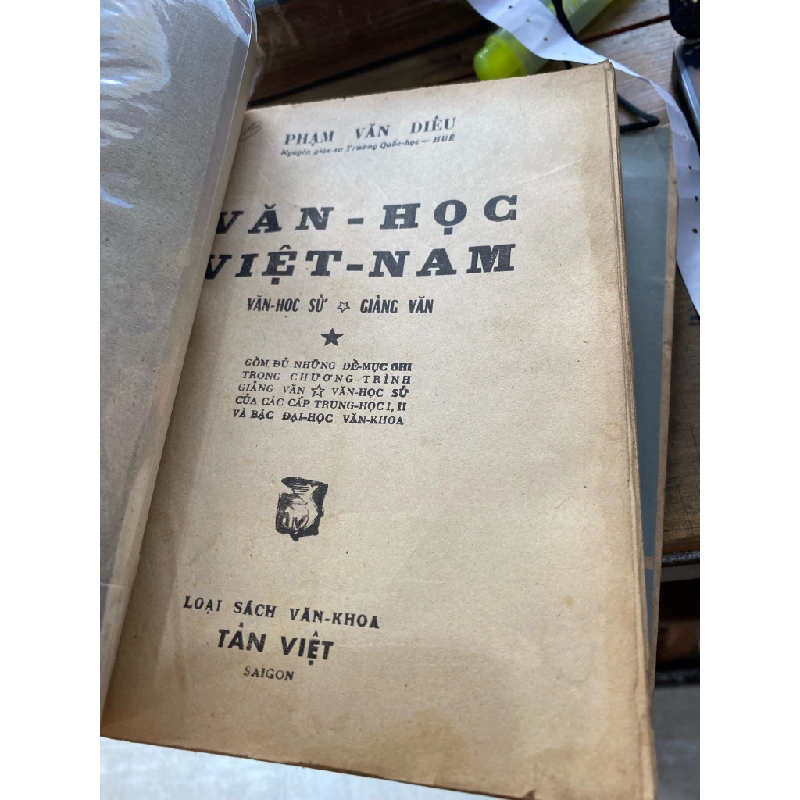 PHẠM VĂN DIÊU
Nguyên giáo-sư Trường Quốc-học — HUẾ
VĂN - HỌC
VIỆT-NAM
VĂN-HỌC SỬ ☆ GIẢNG VĂN
★
GỒM ĐỦ NHỮNG ĐỀ-MỤC GHI
TRONG CHƯƠNG TRÌNH
GIẢNG VĂN ☆ VĂN-HỌC SỬ
CỦA CÁC CẤP TRUNG-HỌC I, II
VÀ BẬC ĐẠI-HỌC VĂN-KHOA
LOẠI SÁCH VĂN-KHOA
TÂN VIỆT
SAIGON